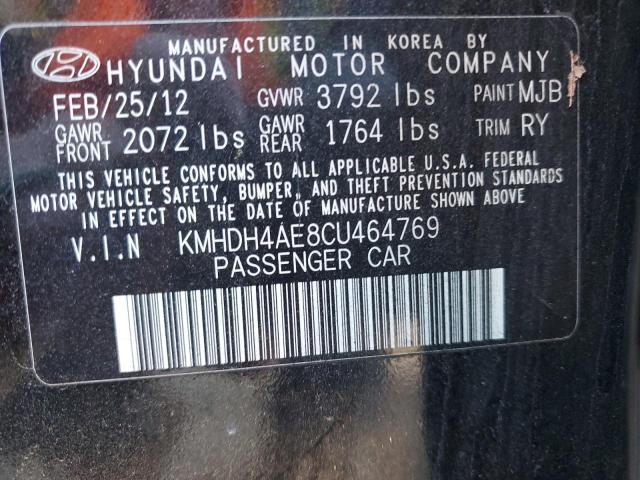 MANUFACTURED IN KOREA BY
HYUNDAI MOTOR COMPANY
FEB/25/12 GVWR 3792 lbs PAINT MJB
GAWR FRONT 2072 lbs GAWR REAR 1764 lbs TRIM RY
THIS VEHICLE CONFORMS TO ALL APPLICABLE U.S.A. FEDERAL
MOTOR VEHICLE SAFETY, BUMPER, AND THEFT PREVENTION STANDARDS
IN EFFECT ON THE DATE OF MANUFACTURE SHOWN ABOVE
V.I.N KMHDH4AE8CU464769
PASSENGER CAR